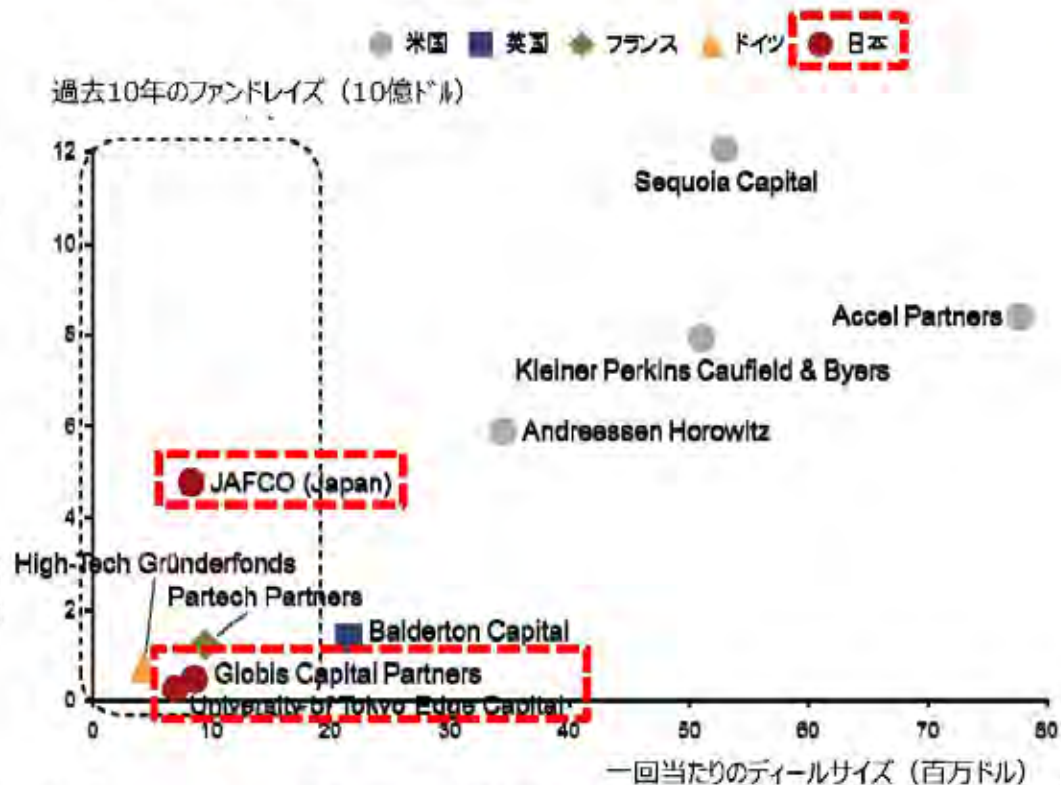 米国 英国 フランス ドイツ 日本
過去10年のファンドレイズ（10億ドル）
12
Sequoia Capital
10
Accel Partners
8
Kleiner Perkins Caufield & Byers
6
Andreessen Horowitz
JAFCO (Japan)
4
High-Tech Gründerfonds
Partech Partners
2
Balderton Capital
Globis Capital Partners
0
University of Tokyo Edge Capital
0 10 20 30 40 50 60 70 80
一回当たりのディールサイズ（百万ドル）